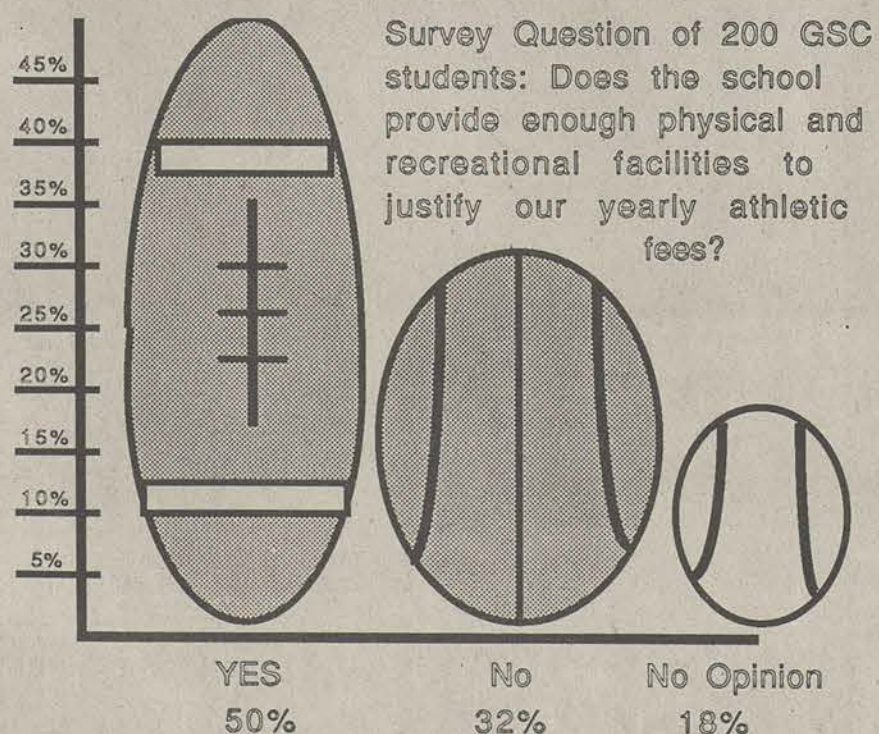 Survey Question of 200 GSC
students: Does the school
provide enough physical and
recreational facilities to
justify our yearly athletic
fees?
45%
40%
35%
30%
25%
20%
15%
10%
5%
YES
No
No Opinion
50%
32%
18%